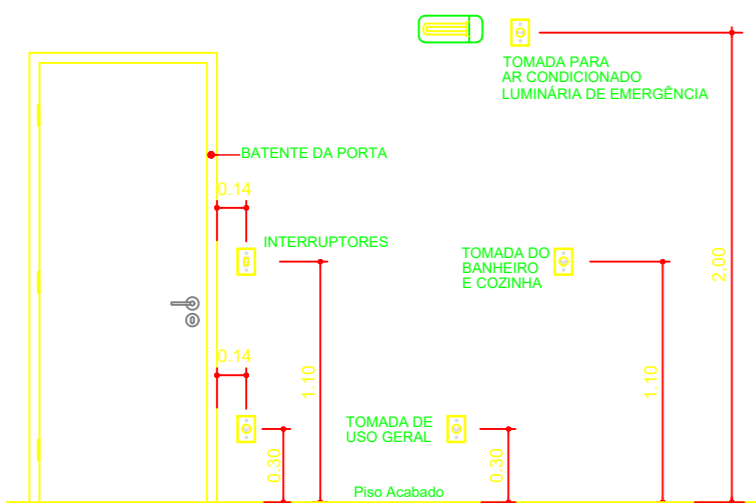 TOMADA PARA
AR CONDICIONADO
LUMINÁRIA DE EMERGÊNCIA
BATENTE DA PORTA
0.14
INTERRUPTORES
TOMADA DO
BANHEIRO
E COZINHA
2.00
0.14
1.10
1.10
TOMADA DE
USO GERAL
0.30
0.30
Piso Acabado